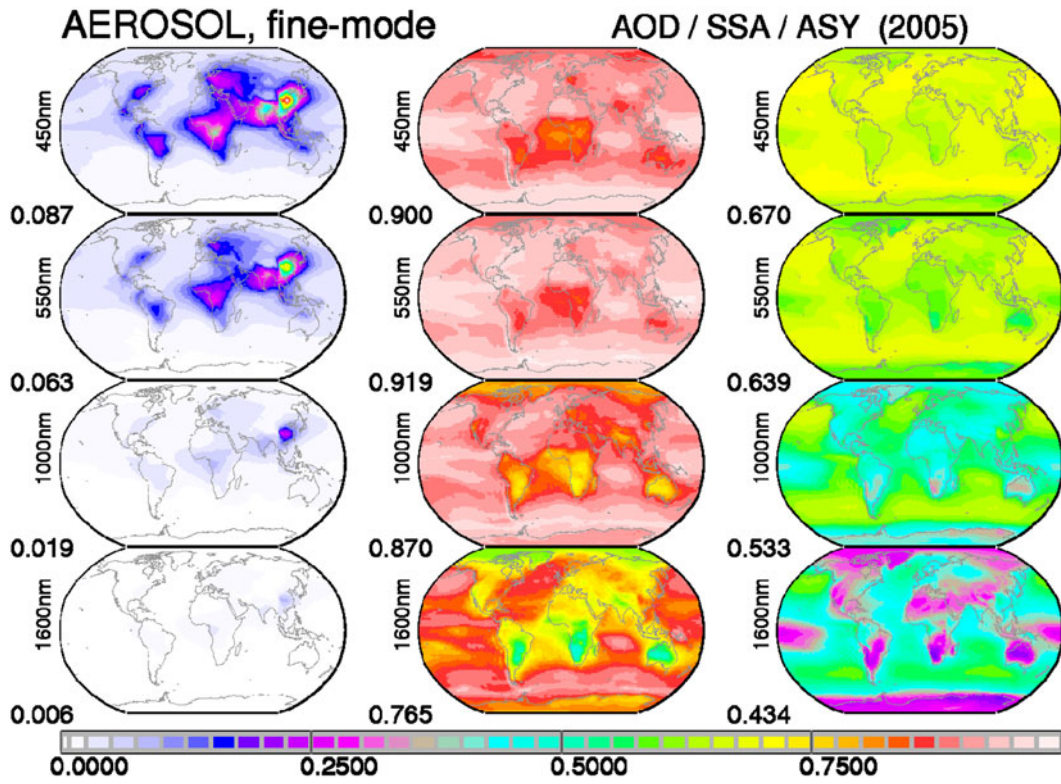 AEROSOL, fine-mode AOD / SSA / ASY (2005)
450nm 450nm 450nm
0.087 0.900 0.670
550nm 550nm 550nm
0.063 0.919 0.639
1000nm 1000nm 1000nm
0.019 0.870 0.533
1600nm 1600nm 1600nm
0.006 0.765 0.434
0.0000 0.2500 0.5000 0.7500